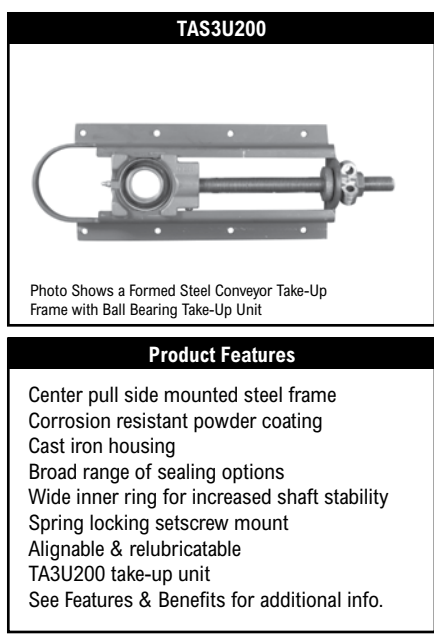 TAS3U200
Photo Shows a Formed Steel Conveyor Take-Up
Frame with Ball Bearing Take-Up Unit
Product Features
Center pull side mounted steel frame
Corrosion resistant powder coating
Cast iron housing
Broad range of sealing options
Wide inner ring for increased shaft stability
Spring locking setscrew mount
Alignable & relubricatable
TA3U200 take-up unit
See Features & Benefits for additional info.